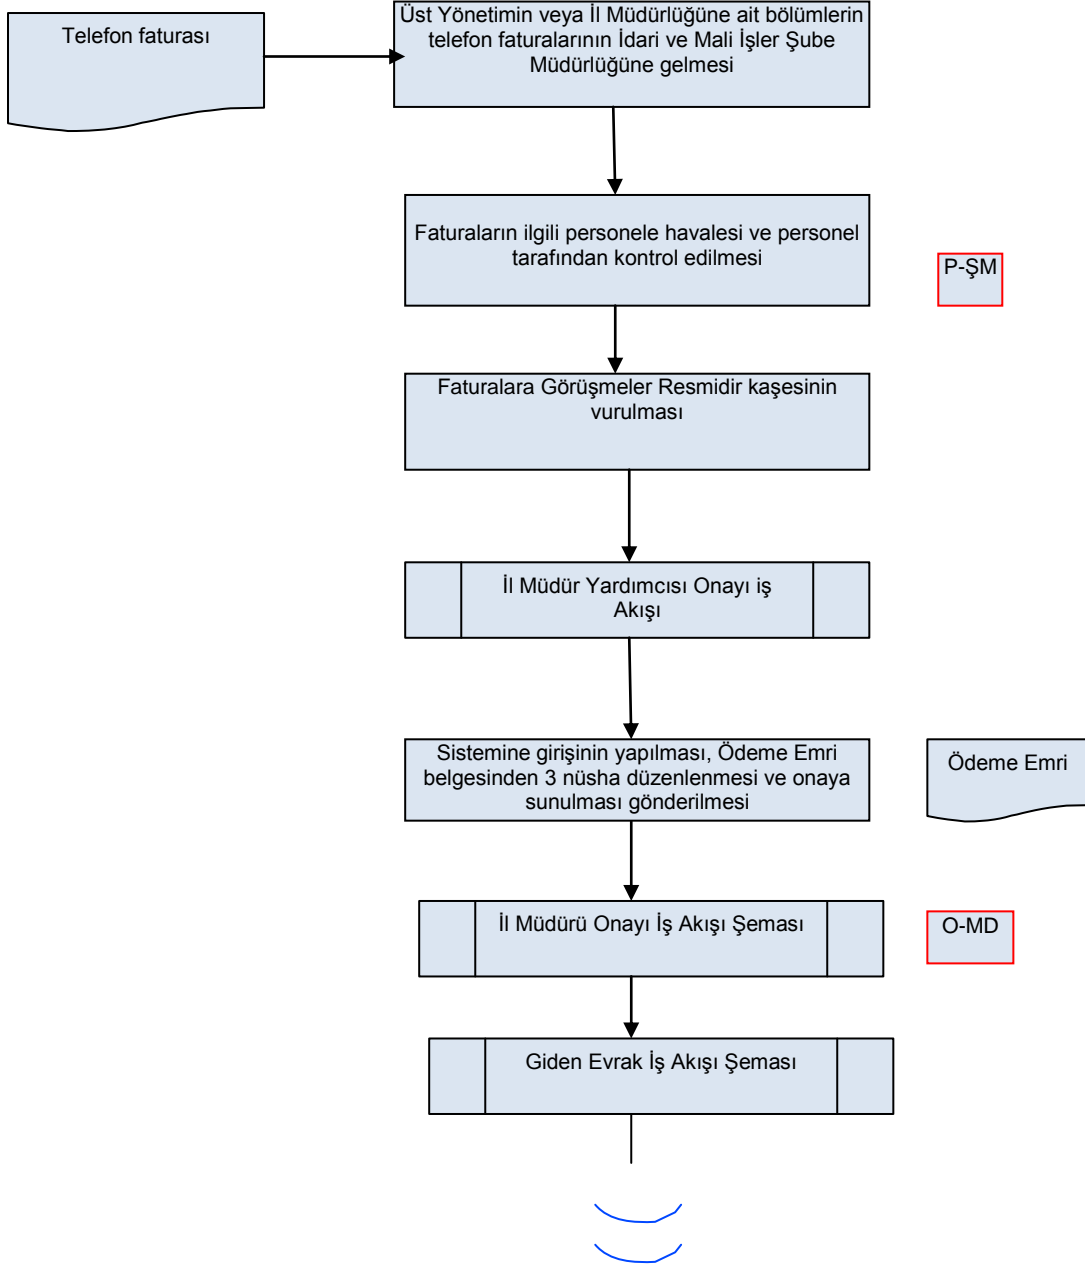 Telefon faturası
Üst Yönetimin veya İl Müdürlüğüne ait bölümlerin
telefon faturalarının İdari ve Mali İşler Şube
Müdürlüğüne gelmesi
Faturaların ilgili personele havalesi ve personel
tarafından kontrol edilmesi
P-ŞM
Faturalara Görüşmeler Resmidir kaşesinin
vurulması
İl Müdür Yardımcısı Onayı iş
Akışı
Sistemine girişinin yapılması, Ödeme Emri
belgesinden 3 nüsha düzenlenmesi ve onaya
sunulması gönderilmesi
Ödeme Emri
İl Müdürü Onayı İş Akışı Şeması
O-MD
Giden Evrak İş Akışı Şeması